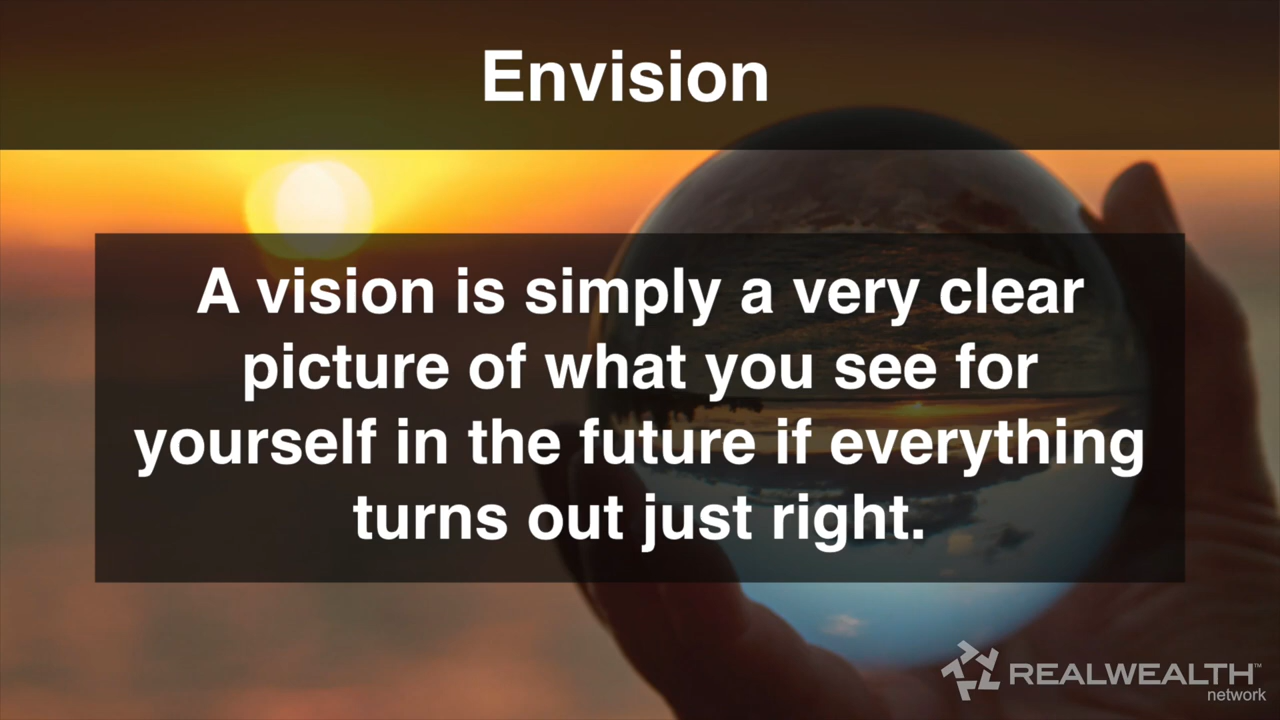 Envision
A vision is simply a very clear
picture of what you see for
yourself in the future if everything
turns out just right.
REALWEALTH™
network